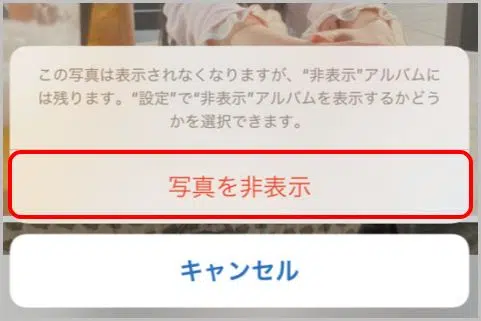 この写真は表示されなくなりますが、“非表示”アルバムに
は残ります。“設定”で“非表示”アルバムを表示するかどう
かを選択できます。
写真を非表示
キャンセル